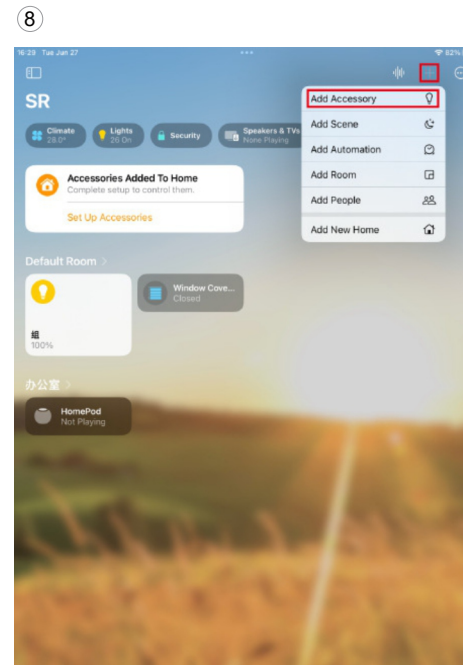 ⑧
16:29 Tue Jun 27
82%
SR
Climate
28.0°
Lights
26 On
Security
Speakers & TVs
None Playing
Add Accessory
Add Scene
Add Automation
Add Room
Add People
Add New Home
Accessories Added To Home
Complete setup to control them.
Set Up Accessories
Default Room >
组
100%
Window Cove...
Closed
办公室 >
HomePod
Not Playing